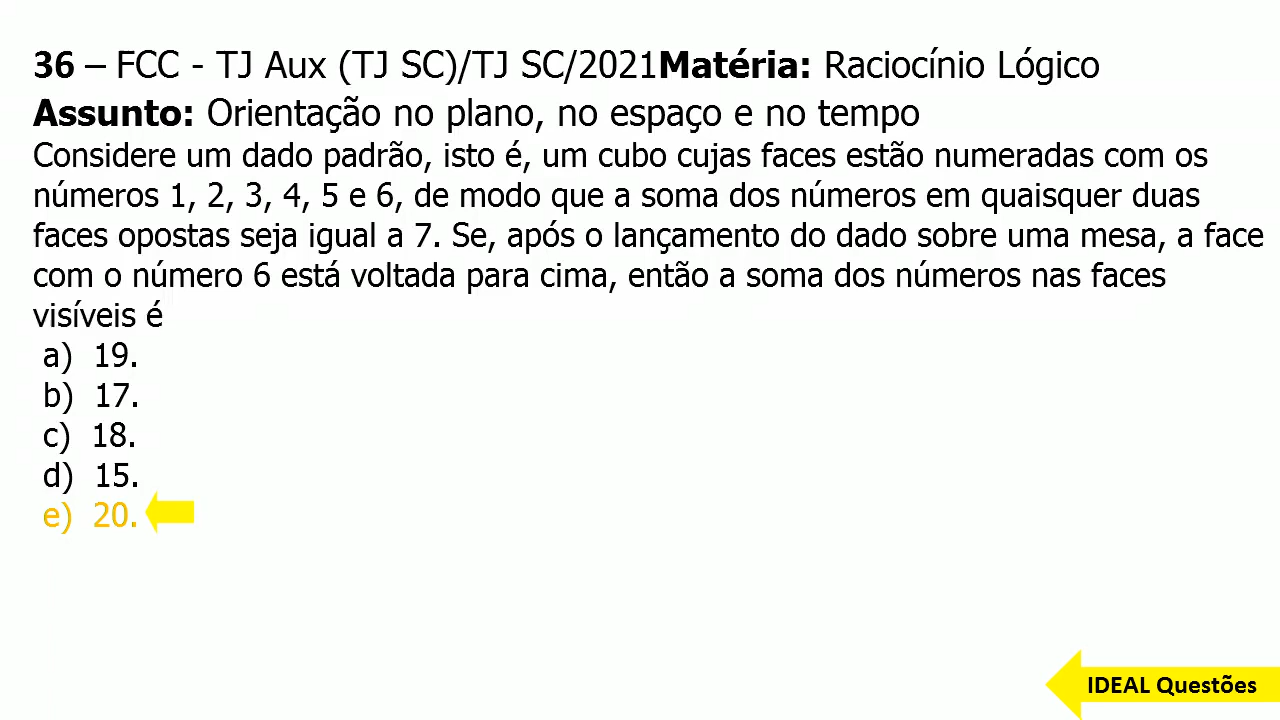 36 – FCC - TJ Aux (TJ SC)/TJ SC/2021Matéria: Raciocínio Lógico
Assunto: Orientação no plano, no espaço e no tempo
Considere um dado padrão, isto é, um cubo cujas faces estão numeradas com os
números 1, 2, 3, 4, 5 e 6, de modo que a soma dos números em quaisquer duas
faces opostas seja igual a 7. Se, após o lançamento do dado sobre uma mesa, a face
com o número 6 está voltada para cima, então a soma dos números nas faces
visíveis é
a) 19.
b) 17.
c) 18.
d) 15.
e) 20.
IDEAL Questões